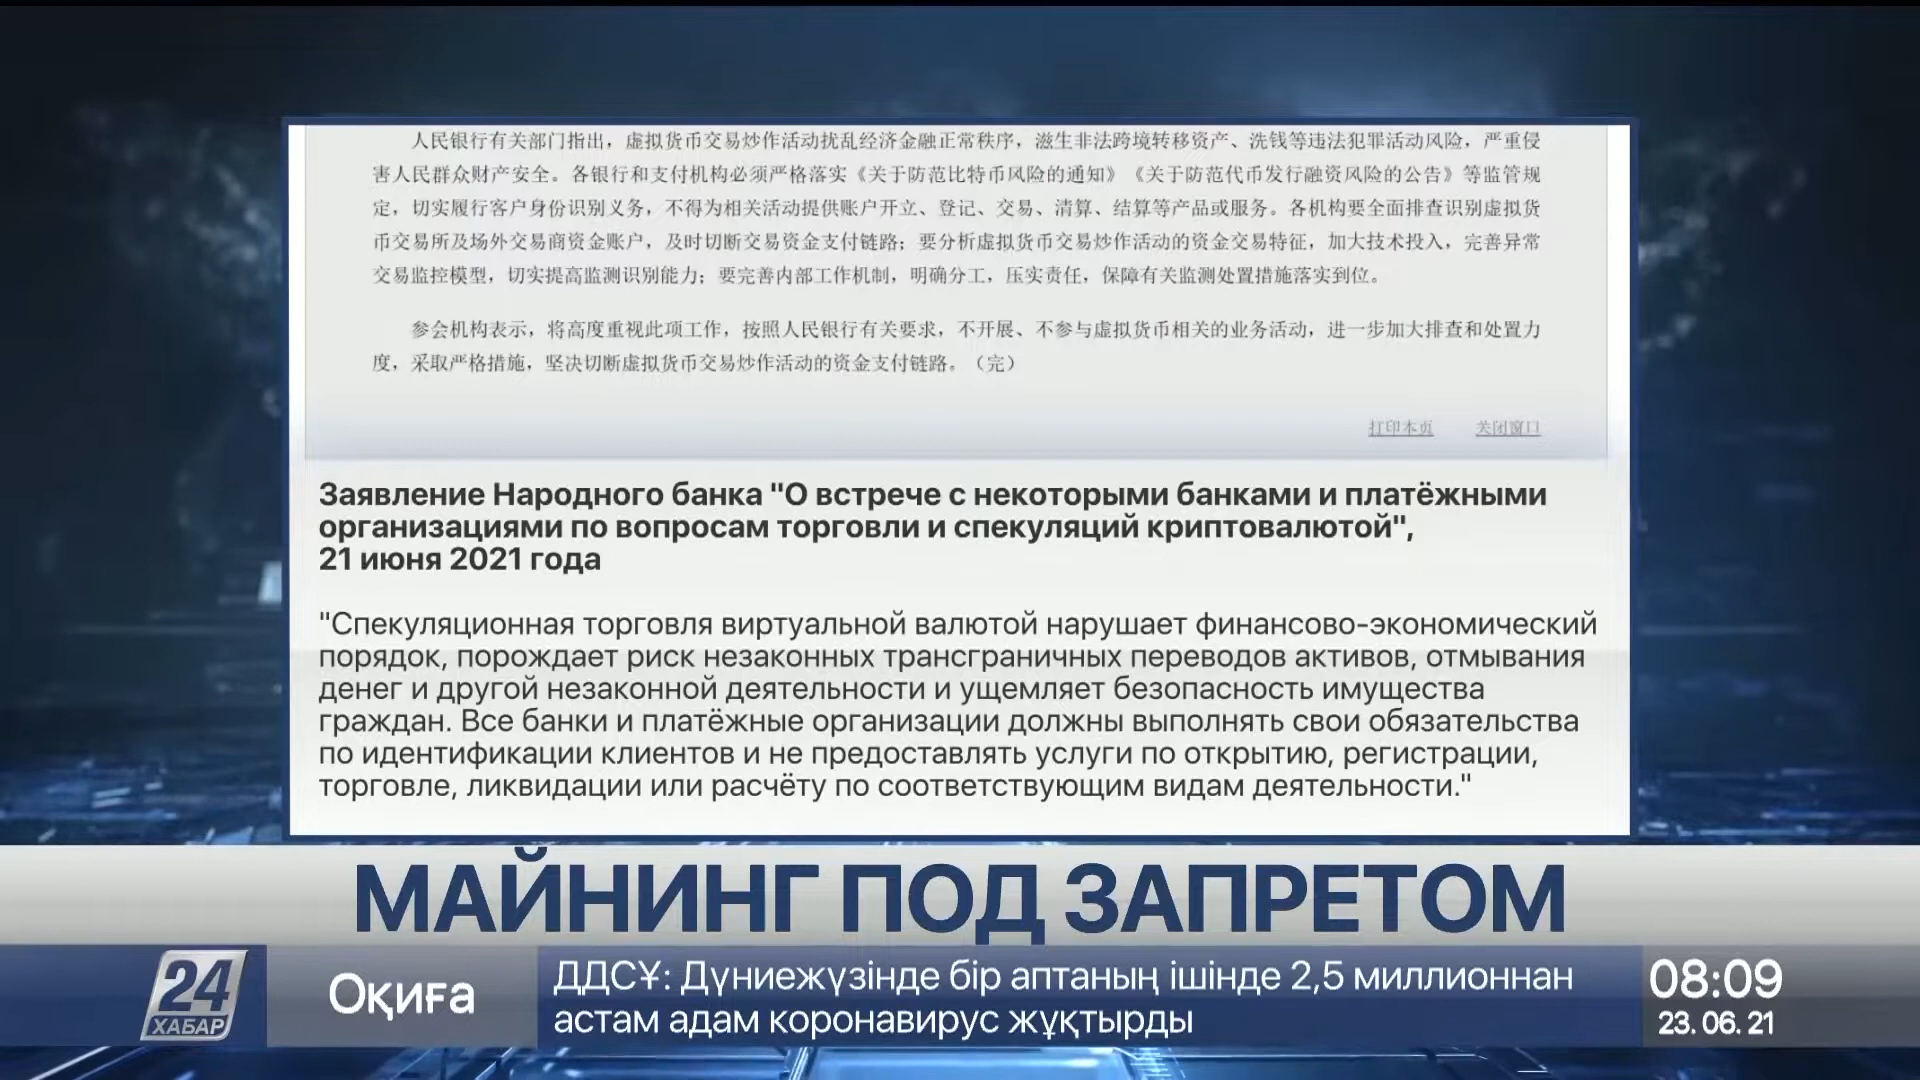 人民银行有关部门指出，虚拟货币交易炒作活动扰乱经济金融正常秩序，滋生非法跨境转移资产、洗钱等违法犯罪活动风险，严重侵
害人民群众财产安全。各银行和支付机构必须严格落实《关于防范比特币风险的通知》《关于防范代币发行融资风险的公告》等监管规
定，切实履行客户身份识别义务，不得为相关活动提供账户开立、登记、交易、清算、结算等产品或服务。各机构要全面排查识别虚拟货
币交易所及场外交易商资金账户，及时切断交易资金支付链路；要分析虚拟货币交易炒作活动的资金交易特征，加大技术投入，完善异常
交易监控模型，切实提高监测识别能力；要完善内部工作机制，明确分工，压实责任，保障有关监测处置措施落实到位。
参会机构表示，将高度重视此项工作，按照人民银行有关要求，不开展、不参与虚拟货币相关的业务活动，进一步加大排查和处置力
度，采取严格措施，坚决切断虚拟货币交易炒作活动的资金支付链路。（完）
打印本页 关闭窗口
Заявление Народного банка "О встрече с некоторыми банками и платёжными
организациями по вопросам торговли и спекуляций криптовалютой",
21 июня 2021 года
"Спекуляционная торговля виртуальной валютой нарушает финансово-экономический
порядок, порождает риск незаконных трансграничных переводов активов, отмывания
денег и другой незаконной деятельности и ущемляет безопасность имущества
граждан. Все банки и платёжные организации должны выполнять свои обязательства
по идентификации клиентов и не предоставлять услуги по открытию, регистрации,
торговле, ликвидации или расчёту по соответствующим видам деятельности."
МАЙНИНГ ПОД ЗАПРЕТОМ
24
ХАБАР
Оқиға
ДДСҰ: Дүниежүзінде бір аптаның ішінде 2,5 миллионнан
астам адам коронавирус жұқтырды
08:09
23. 06. 21